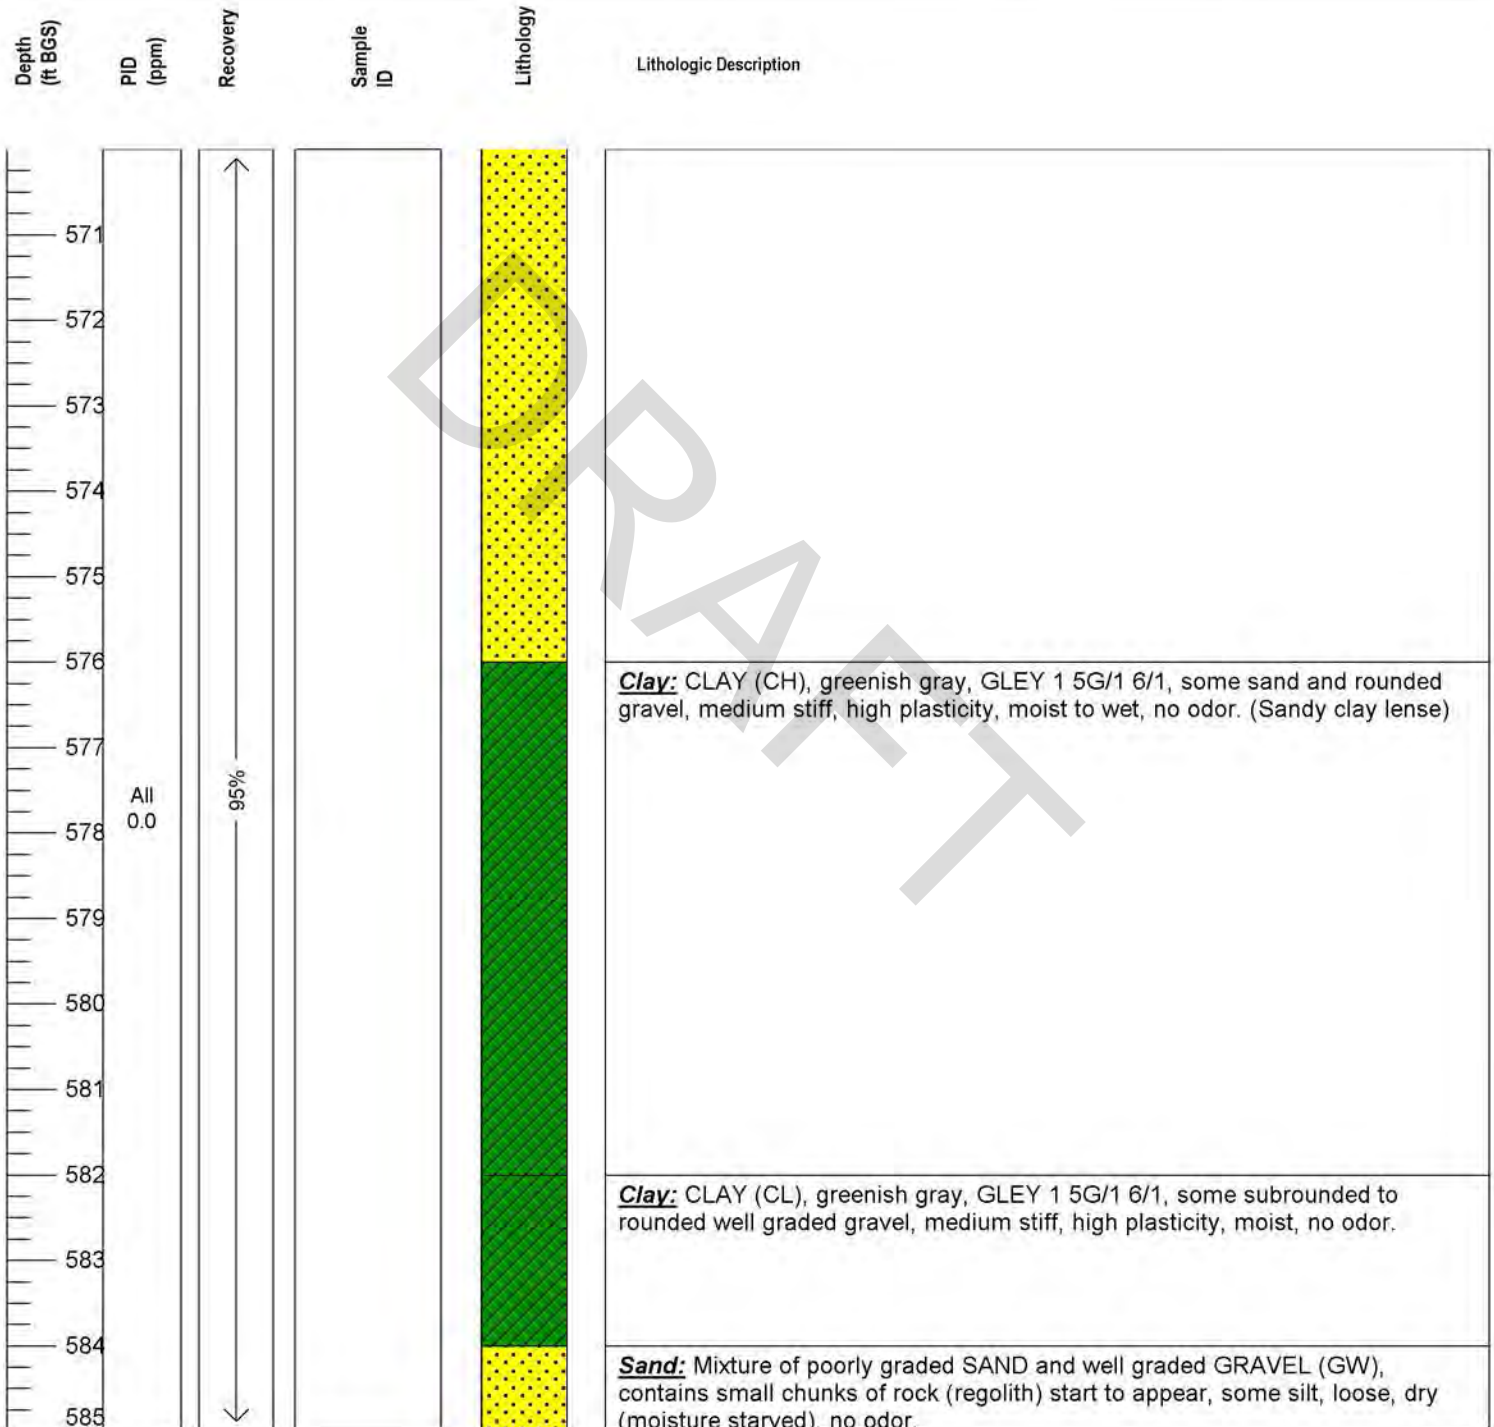 Depth
(ft BGS)
PID
(ppm)
Recovery
Sample
ID
Lithology
Lithologic Description
571
572
573
574
575
576
577
578
579
580
581
582
583
584
585
All
0.0
95%
Clay: CLAY (CH), greenish gray, GLEY 1 5G/1 6/1, some sand and rounded
gravel, medium stiff, high plasticity, moist to wet, no odor. (Sandy clay lense)
Clay: CLAY (CL), greenish gray, GLEY 1 5G/1 6/1, some subrounded to
rounded well graded gravel, medium stiff, high plasticity, moist, no odor.
Sand: Mixture of poorly graded SAND and well graded GRAVEL (GW),
contains small chunks of rock (regolith) start to appear, some silt, loose, dry
(moisture starved), no odor.
DRAFT